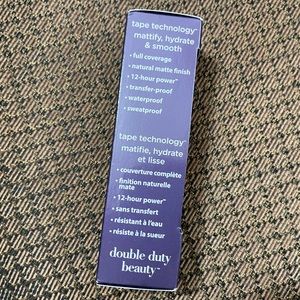 tape technology™
mattify, hydrate
& smooth
• full coverage
• natural matte finish
• 12-hour power™
• transfer-proof
• waterproof
• sweatproof
tape technology™
matifie, hydrate
et lisse
• couverture complète
• finition naturelle
mate
• 12-hour power™
• sans transfert
• résistant à l'eau
• résiste à la sueur
double duty
beauty™